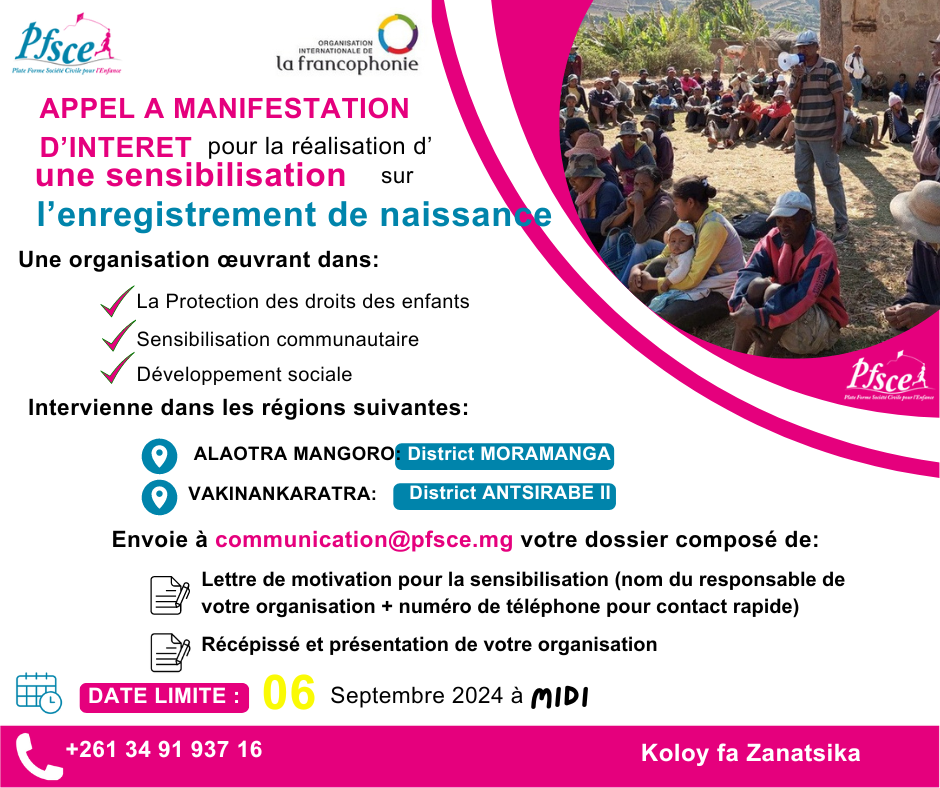 Pfsce
Plate Forme Société Civile pour l'Enfance
ORGANISATION
INTERNATIONALE DE
la francophonie
APPEL A MANIFESTATION
D'INTERET pour la réalisation d'
une sensibilisation sur
l'enregistrement de naissance
Une organisation œuvrant dans:
La Protection des droits des enfants
Sensibilisation communautaire
Développement sociale
Pfsce
Plate Forme Société Civile pour l'Enfance
Intervienne dans les régions suivantes:
ALAOTRA MANGORO: District MORAMANGA
VAKINANKARATRA: District ANTSIRABE II
Envoie à communication@pfsce.mg votre dossier composé de:
Lettre de motivation pour la sensibilisation (nom du responsable de
votre organisation + numéro de téléphone pour contact rapide)
Récépissé et présentation de votre organisation
DATE LIMITE : 06 Septembre 2024 à MIDI
+261 34 91 937 16
Koloy fa Zanatsika